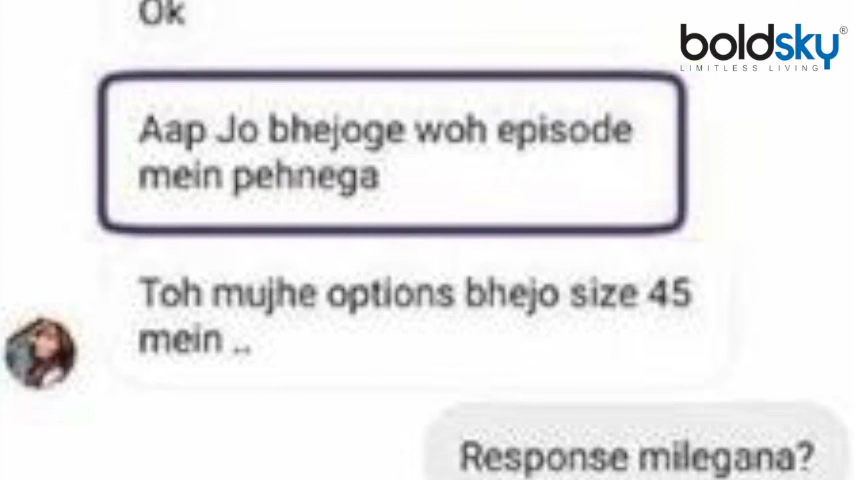 Ok
boldsky®
LIMITLESS LIVING
Aap Jo bhejoge woh episode
mein pehnega
Toh mujhe options bhejo size 45
mein ..
Response milegana?